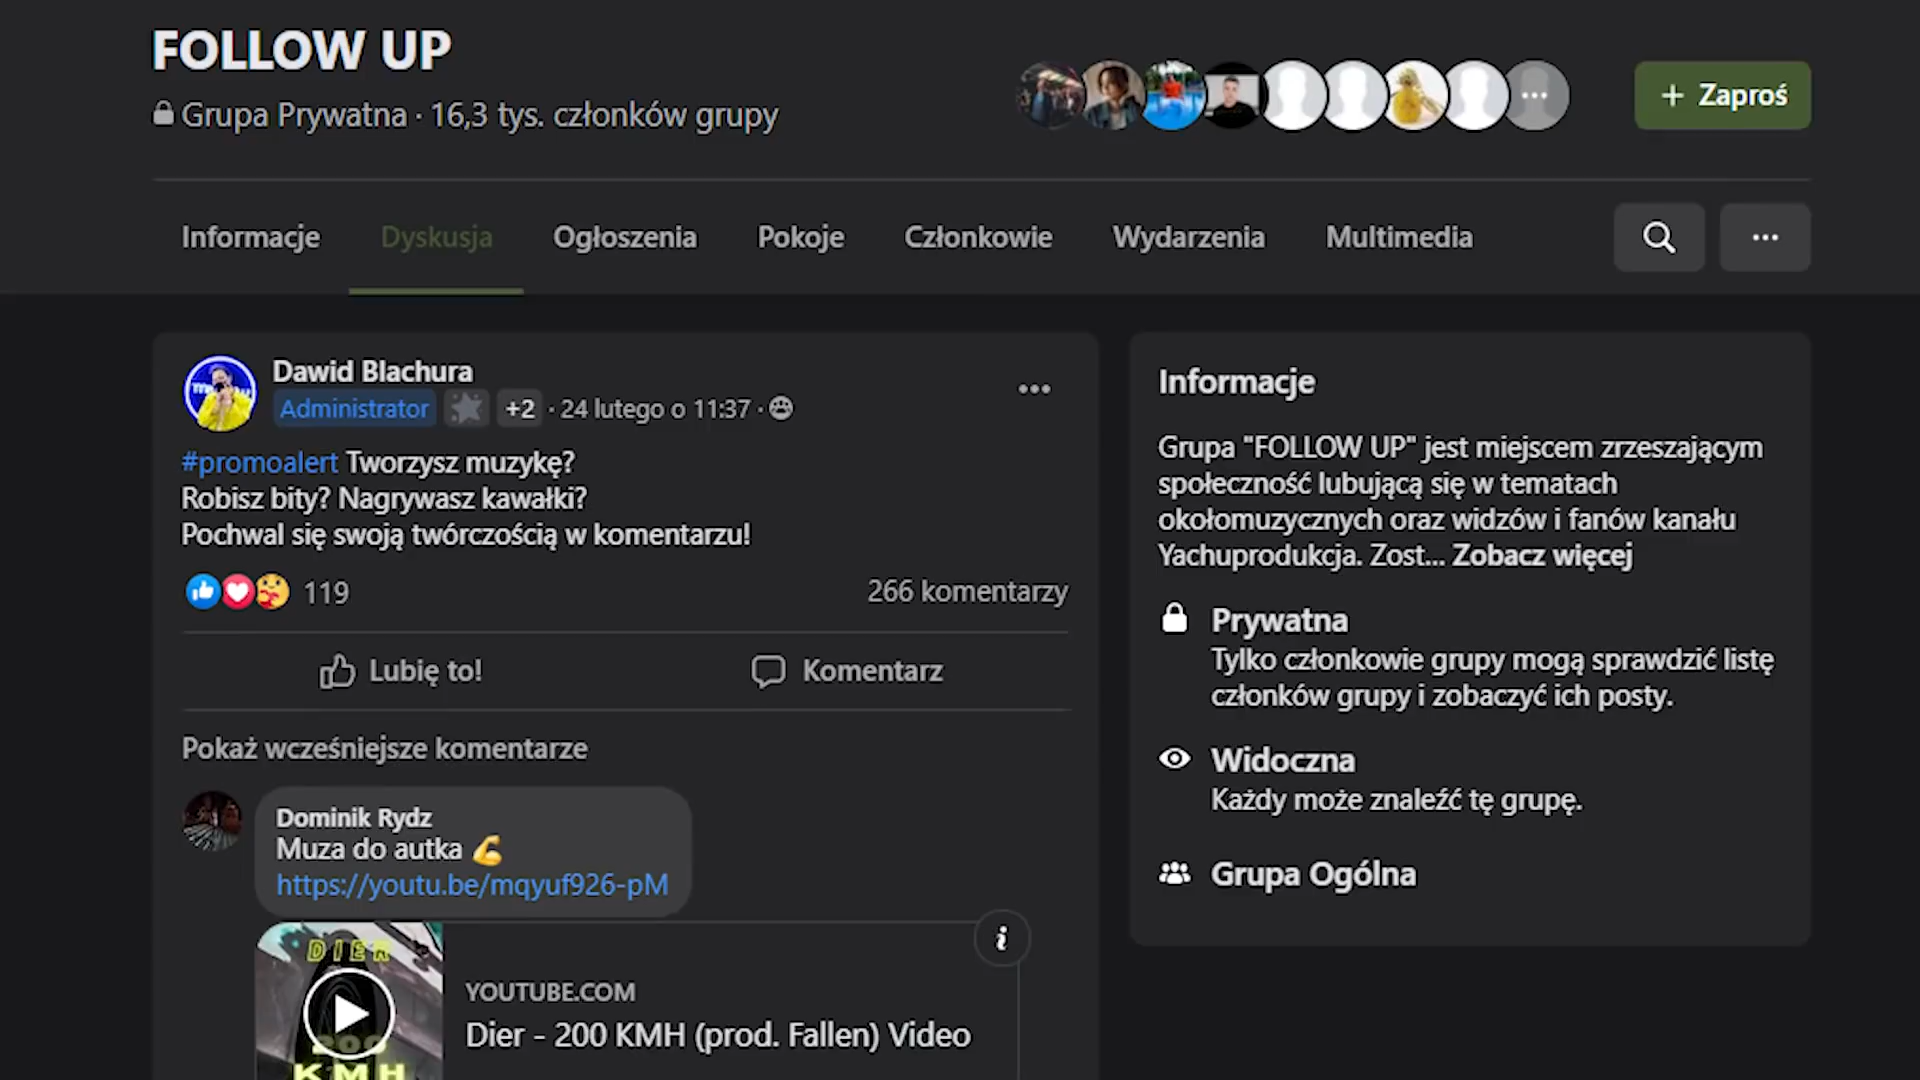 FOLLOW UP
Grupa Prywatna · 16,3 tys. członków grupy
+ Zaproś
Informacje
Dyskusja
Ogłoszenia
Pokoje
Członkowie
Wydarzenia
Multimedia
Dawid Blachura
Administrator +2 · 24 lutego o 11:37 ·
#promoalert Tworzysz muzykę?
Robisz bity? Nagrywasz kawałki?
Pochwal się swoją twórczością w komentarzu!
119
266 komentarzy
Lubię to!
Komentarz
Pokaż wcześniejsze komentarze
Dominik Rydz
Muza do autka 💪
https://youtu.be/mqyuf926-pM
DIER
200
KMH
YOUTUBE.COM
Dier - 200 KMH (prod. Fallen) Video
Informacje
Grupa "FOLLOW UP" jest miejscem zrzeszającym
społeczność lubującą się w tematach
okołomuzycznych oraz widzów i fanów kanału
Yachuprodukcja. Zost... Zobacz więcej
Prywatna
Tylko członkowie grupy mogą sprawdzić listę
członków grupy i zobaczyć ich posty.
Widoczna
Każdy może znaleźć tę grupę.
Grupa Ogólna